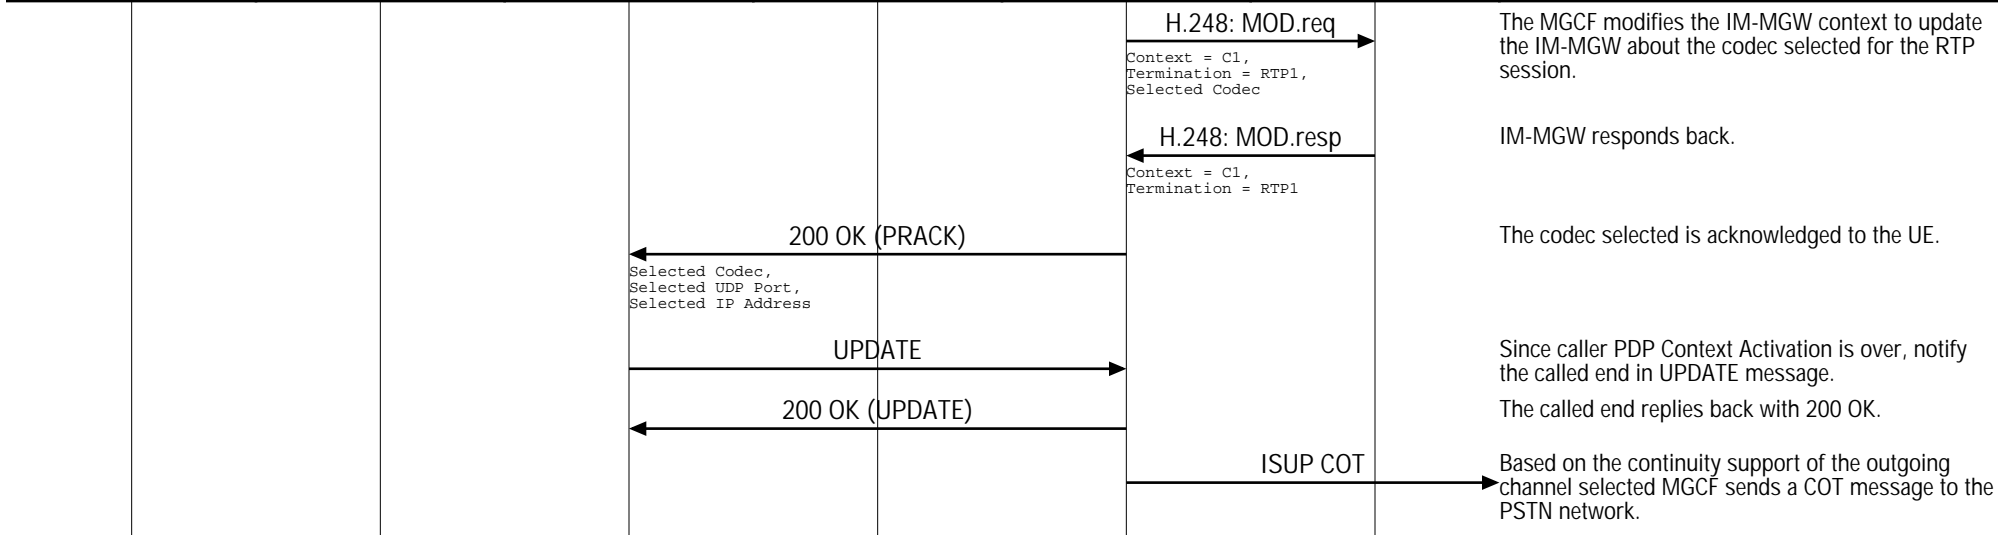 H.248: MOD.req
The MGCF modifies the IM-MGW context to update
the IM-MGW about the codec selected for the RTP
session.
Context = C1,
Termination = RTP1,
Selected Codec
H.248: MOD.resp
IM-MGW responds back.
Context = C1,
Termination = RTP1
200 OK (PRACK)
The codec selected is acknowledged to the UE.
Selected Codec,
Selected UDP Port,
Selected IP Address
UPDATE
Since caller PDP Context Activation is over, notify
the called end in UPDATE message.
200 OK (UPDATE)
The called end replies back with 200 OK.
ISUP COT
Based on the continuity support of the outgoing
channel selected MGCF sends a COT message to the
PSTN network.